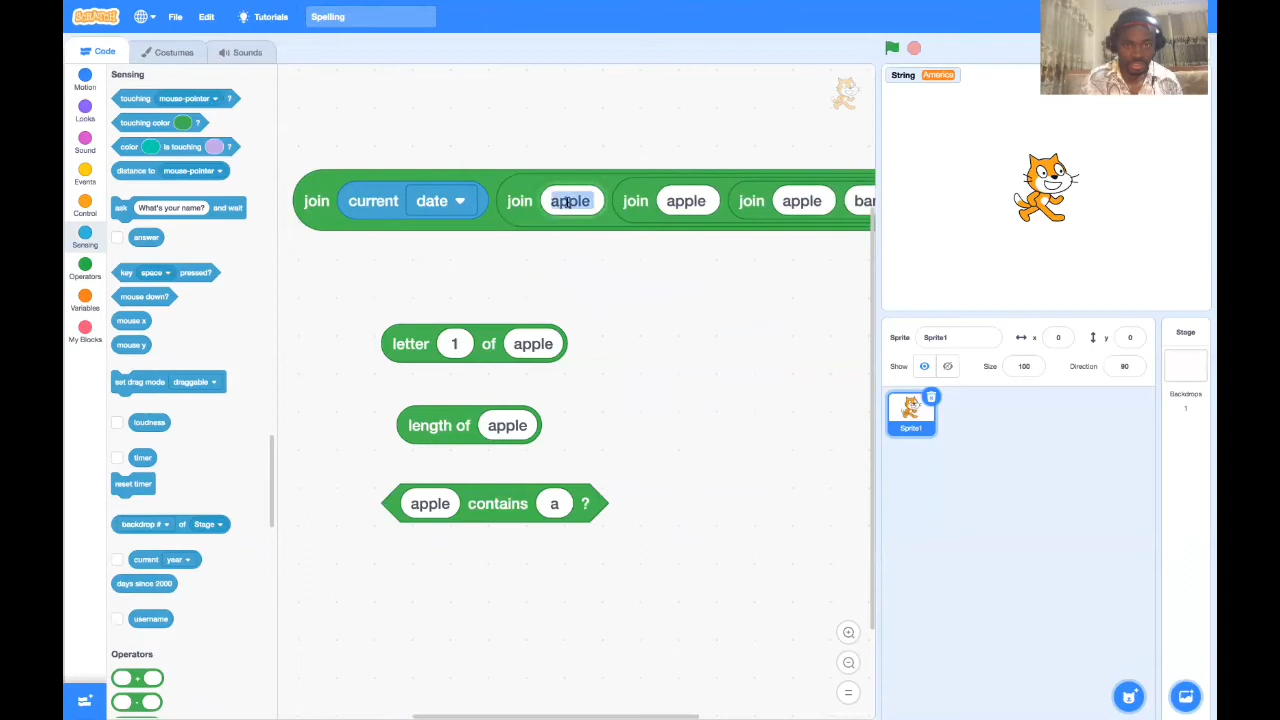 SCRATCH File Edit Tutorials Spelling
Code Costumes Sounds
Motion
Looks
Sound
Events
Control
Sensing
Operators
Variables
My Blocks
Sensing
touching mouse-pointer ?
touching color ?
color is touching ?
distance to mouse-pointer
ask What's your name? and wait
answer
key space pressed?
mouse down?
mouse x
mouse y
set drag mode draggable
loudness
timer
reset timer
backdrop # of Stage
current year
days since 2000
username
Operators
+
-
join current date join apple join apple join apple ban
letter 1 of apple
length of apple
apple contains a ?
String America
Sprite Sprite1 x 0 y 0
Show Size 100 Direction 90
Sprite1
Stage
Backdrops
1